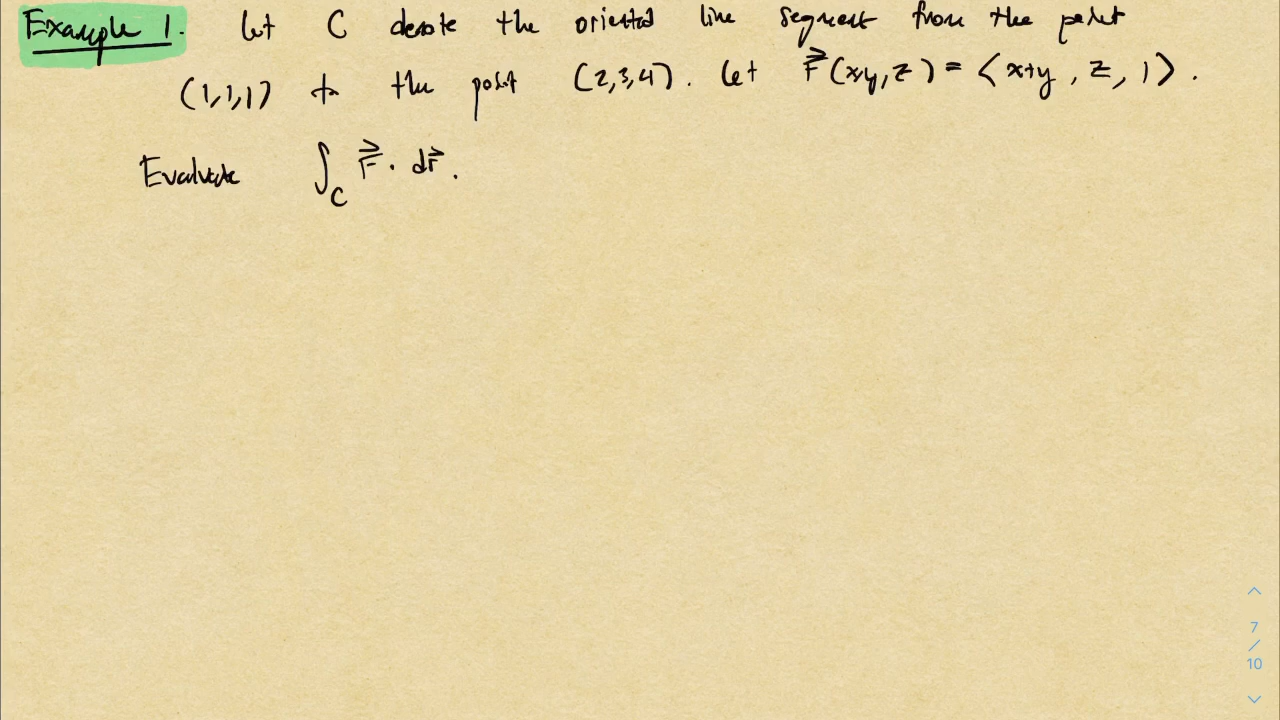 Example 1. Let C denote the oriented line segment from the point
(1,1,1) to the point (2,3,4). Let F⃗(x,y,z) = ⟨x+y, z, 1⟩.
Evaluate ∫_C F⃗ · dr⃗.
7
/
10